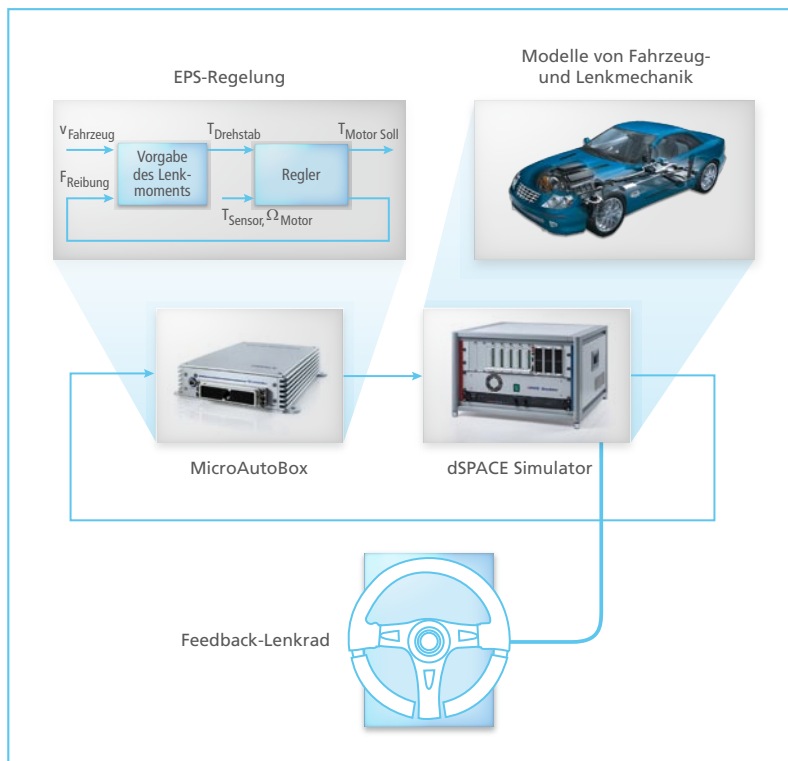 Modelle von Fahrzeug-
und Lenkmechanik
EPS-Regelung
vFahrzeug
TDrehstab
TMotor Soll
Vorgabe
des Lenk-
moments
Regler
FReibung
TSensor, ΩMotor
MicroAutoBox
dSPACE Simulator
Feedback-Lenkrad